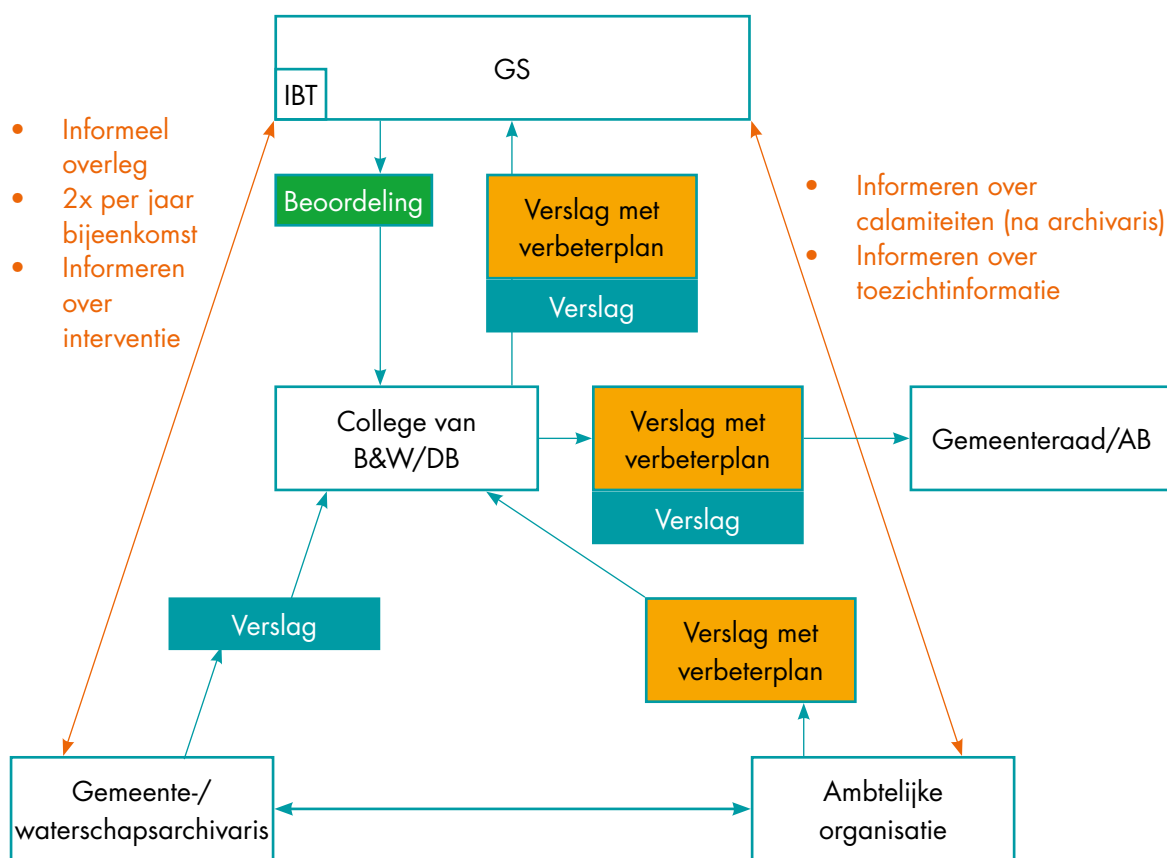 GS
IBT
• Informeel
overleg
• 2x per jaar
bijeenkomst
• Informeren
over
interventie
Beoordeling
Verslag met
verbeterplan
Verslag
• Informeren over
calamiteiten (na archivaris)
• Informeren over
toezichtinformatie
College van
B&W/DB
Verslag met
verbeterplan
Verslag
Gemeenteraad/AB
Verslag
Verslag met
verbeterplan
Gemeente-/
waterschapsarchivaris
Ambtelijke
organisatie